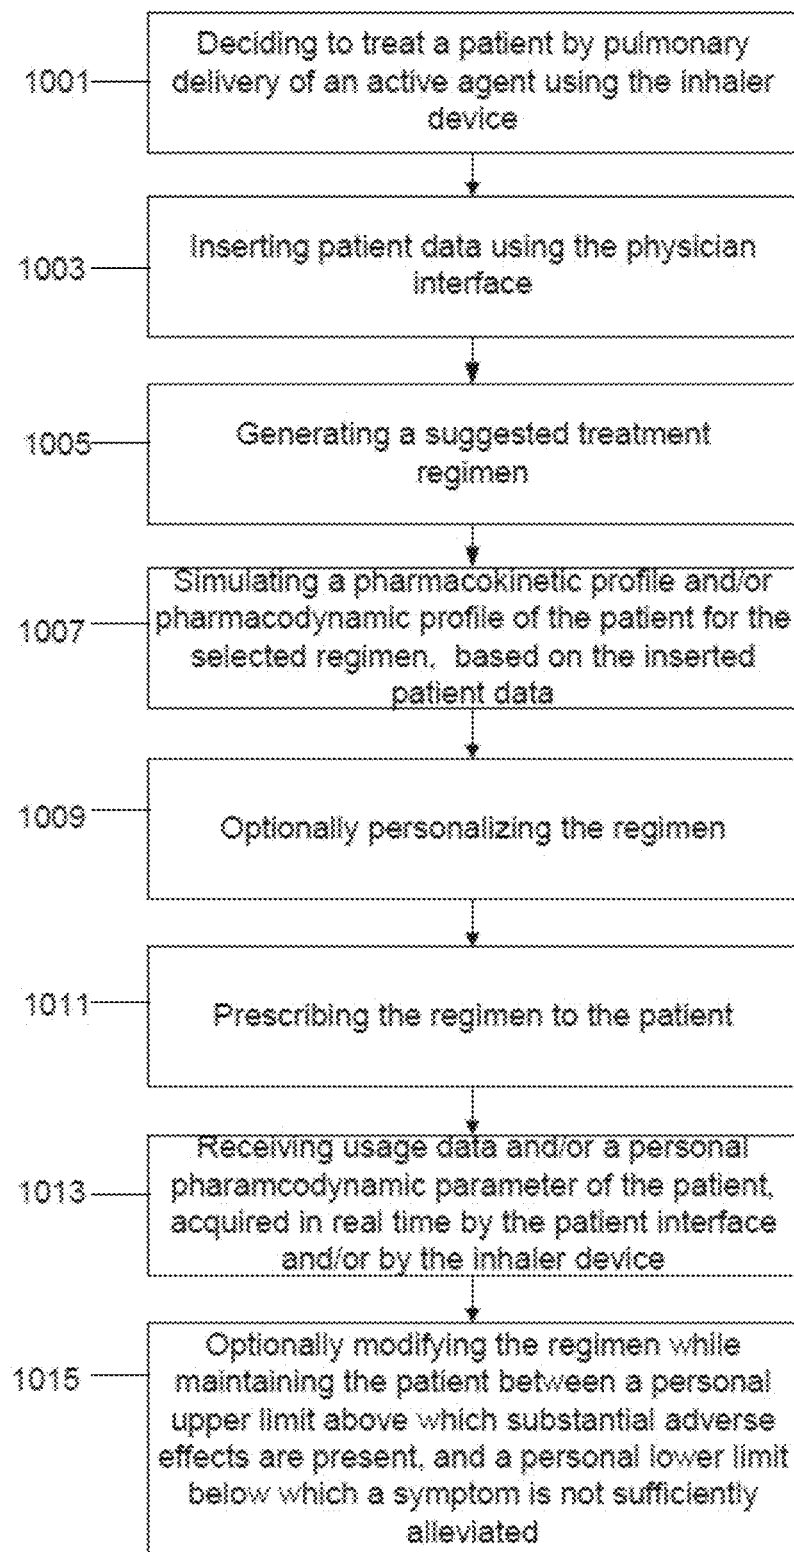 Deciding to treat a patient by pulmonary
1001
delivery of an active agent using the inhaler
device
Inserting patient data using the physician
1003
interface
Generating a suggested treatment
1005
regimen
Simulating a pharmacokinetic profile and/or
pharmacodynamic profile of the patient for the
1007
selected regimen, based on the inserted
patient data
1009
Optionally personalizing the regimen
1011
Prescribing the regimen to the patient
Receiving usage data and/or a personal
pharamcodynamic parameter of the patient,
1013
acquired in real time by the patient interface
and/or by the inhaler device
Optionally modifying the regimen while
1015
maintaining the patient between a personal
upper limit above which substantial adverse
effects are present, and a personal lower limit
below which a symptom is not sufficiently
alleviated